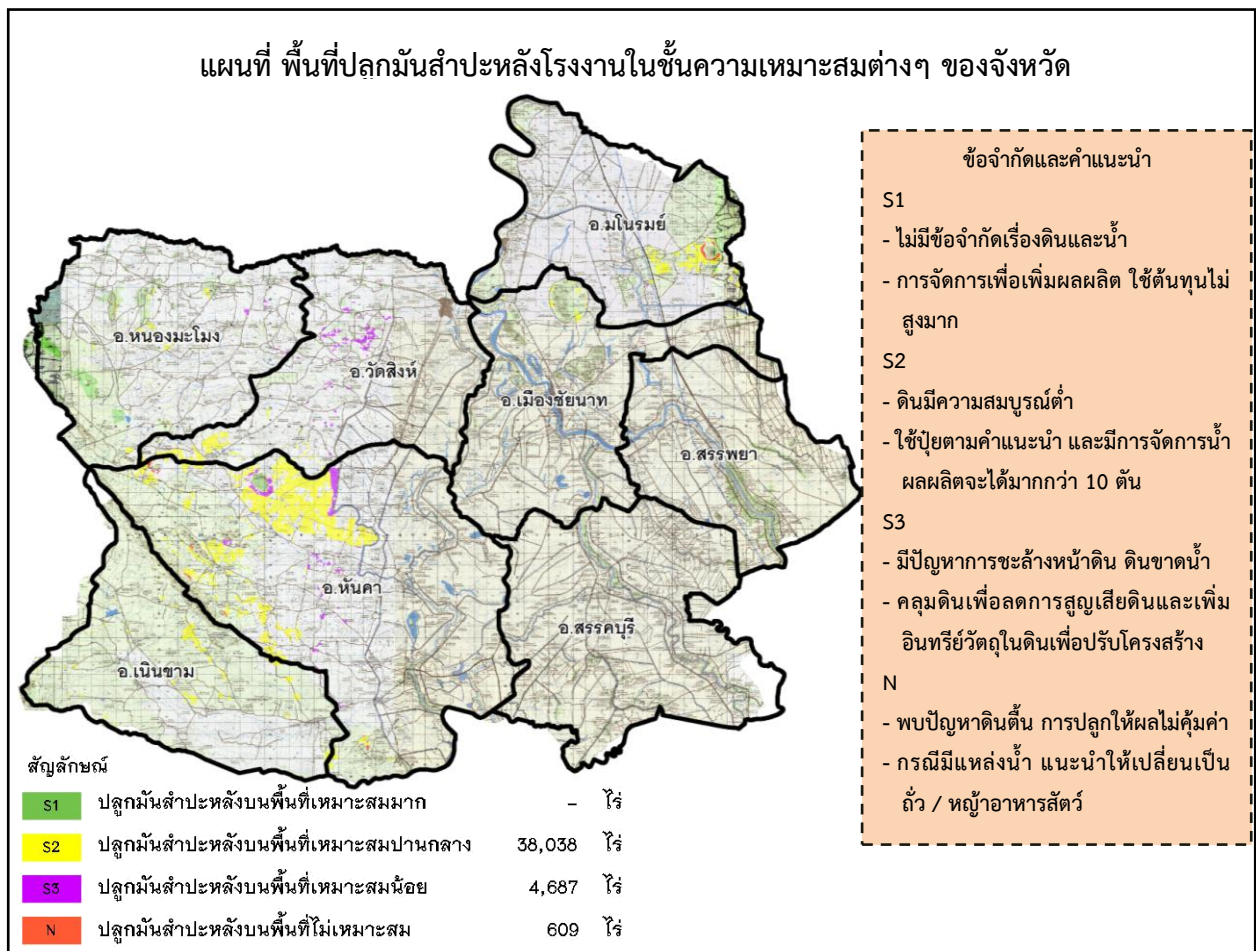 แผนที่ พื้นที่ปลูกมันสำปะหลังโรงงานในชั้นความเหมาะสมต่างๆ ของจังหวัด
อ.มโนรมย์
อ.หนองมะโมง
อ.วัดสิงห์
อ.เมืองชัยนาท
อ.สรรพยา
อ.หันคา
อ.สรรคบุรี
อ.เนินขาม
ข้อจำกัดและคำแนะนำ
S1
- ไม่มีข้อจำกัดเรื่องดินและน้ำ
- การจัดการเพื่อเพิ่มผลผลิต ใช้ต้นทุนไม่
สูงมาก
S2
- ดินมีความสมบูรณ์ต่ำ
- ใช้ปุ๋ยตามคำแนะนำ และมีการจัดการน้ำ
ผลผลิตจะได้มากกว่า 10 ตัน
S3
- มีปัญหาการชะล้างหน้าดิน ดินขาดน้ำ
- คลุมดินเพื่อลดการสูญเสียดินและเพิ่ม
อินทรีย์วัตถุในดินเพื่อปรับโครงสร้าง
N
- พบปัญหาดินตื้น การปลูกให้ผลไม่คุ้มค่า
- กรณีมีแหล่งน้ำ แนะนำให้เปลี่ยนเป็น
ถั่ว / หญ้าอาหารสัตว์
สัญลักษณ์
S1 ปลูกมันสำปะหลังบนพื้นที่เหมาะสมมาก - ไร่
S2 ปลูกมันสำปะหลังบนพื้นที่เหมาะสมปานกลาง 38,038 ไร่
S3 ปลูกมันสำปะหลังบนพื้นที่เหมาะสมน้อย 4,687 ไร่
N ปลูกมันสำปะหลังบนพื้นที่ไม่เหมาะสม 609 ไร่